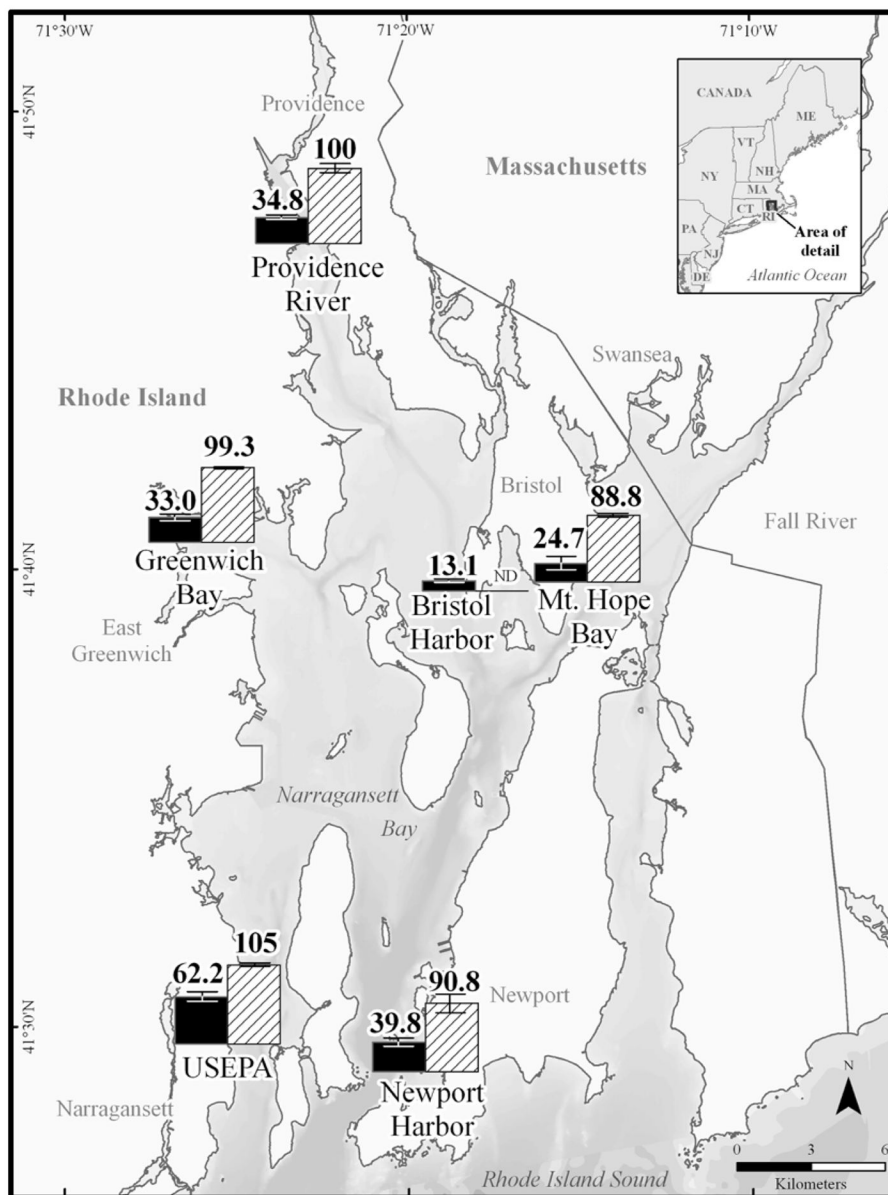 71°30'W
71°20'W
71°10'W
41°50'N
41°40'N
41°30'N
CANADA
ME
VT
NH
NY
MA
CT
RI
PA
NJ
DE
Area of
detail
Atlantic Ocean
Providence
Massachusetts
100
34.8
Providence
River
Swansea
Rhode Island
99.3
33.0
Greenwich
Bay
Bristol
88.8
24.7
Mt. Hope
Bay
Fall River
13.1
ND
Bristol
Harbor
East
Greenwich
Narragansett
Bay
105
62.2
USEPA
90.8
39.8
Newport
Harbor
Newport
Narragansett
Rhode Island Sound
N
0 3 6
Kilometers